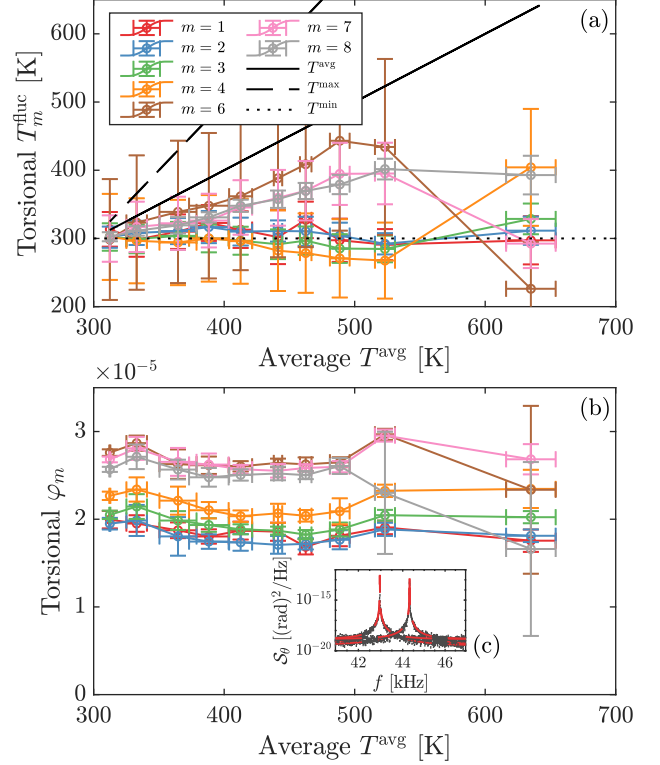 (a)
Torsional T_m^fluc [K]
600
500
400
300
200
m = 1
m = 2
m = 3
m = 4
m = 6
m = 7
m = 8
T^avg
T^max
T^min
300 400 500 600 700
Average T^avg [K]
×10^-5
(b)
Torsional φ_m
3
2
1
0
S_θ [(rad)^2/Hz]
10^-15
10^-20
42 44 46
f [kHz]
(c)
300 400 500 600 700
Average T^avg [K]